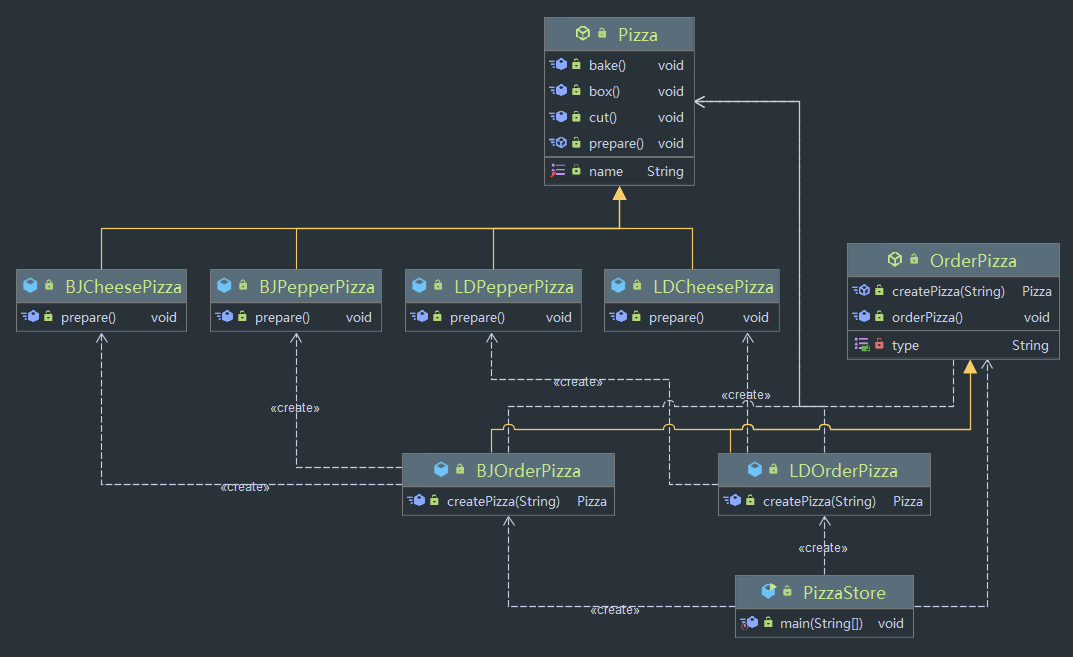 Pizza
bake() void
box() void
cut() void
prepare() void
name String
BJCheesePizza
prepare() void
BJPepperPizza
prepare() void
LDPepperPizza
prepare() void
LDCheesePizza
prepare() void
OrderPizza
createPizza(String) Pizza
orderPizza() void
type String
«create»
«create»
«create»
«create»
BJOrderPizza
createPizza(String) Pizza
LDOrderPizza
createPizza(String) Pizza
«create»
«create»
PizzaStore
main(String[]) void